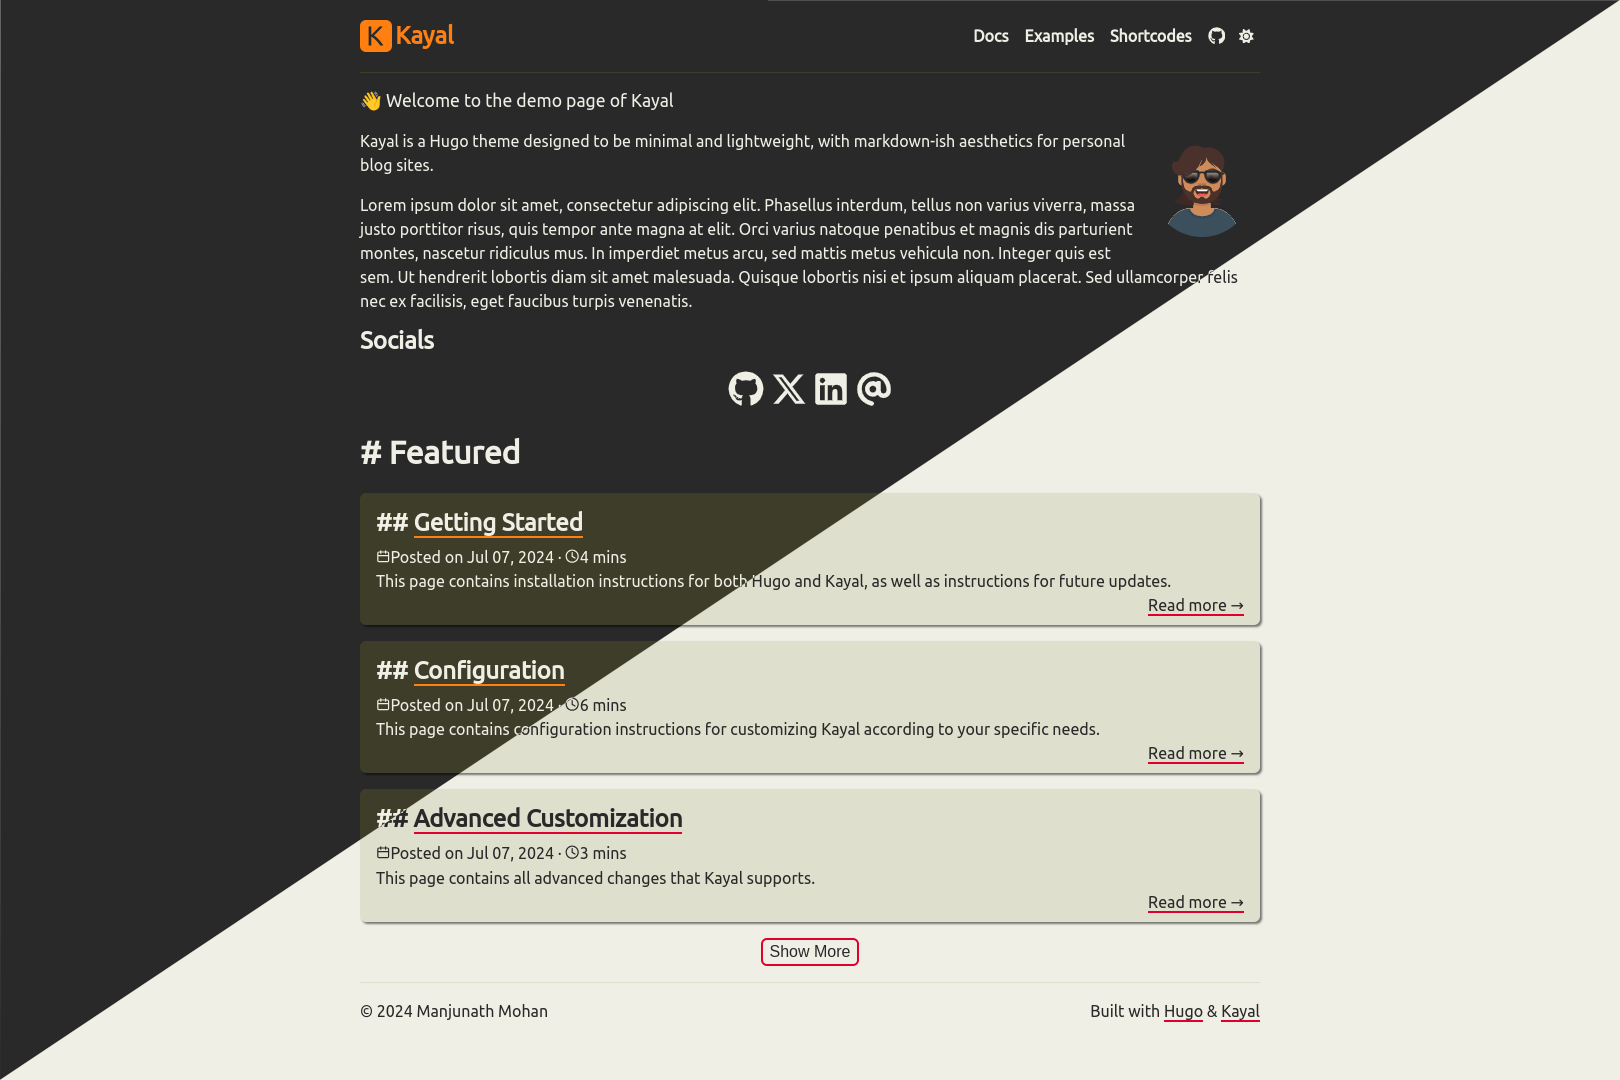 K Kayal
Docs Examples Shortcodes
👋 Welcome to the demo page of Kayal
Kayal is a Hugo theme designed to be minimal and lightweight, with markdown-ish aesthetics for personal
blog sites.
Lorem ipsum dolor sit amet, consectetur adipiscing elit. Phasellus interdum, tellus non varius viverra, massa
justo porttitor risus, quis tempor ante magna at elit. Orci varius natoque penatibus et magnis dis parturient
montes, nascetur ridiculus mus. In imperdiet metus arcu, sed mattis metus vehicula non. Integer quis est
sem. Ut hendrerit lobortis diam sit amet malesuada. Quisque lobortis nisi et ipsum aliquam placerat. Sed ullamcorper felis
nec ex facilisis, eget faucibus turpis venenatis.
Socials
# Featured
## Getting Started
Posted on Jul 07, 2024 · 4 mins
This page contains installation instructions for both Hugo and Kayal, as well as instructions for future updates.
Read more →
## Configuration
Posted on Jul 07, 2024 · 6 mins
This page contains configuration instructions for customizing Kayal according to your specific needs.
Read more →
## Advanced Customization
Posted on Jul 07, 2024 · 3 mins
This page contains all advanced changes that Kayal supports.
Read more →
Show More
© 2024 Manjunath Mohan
Built with Hugo & Kayal